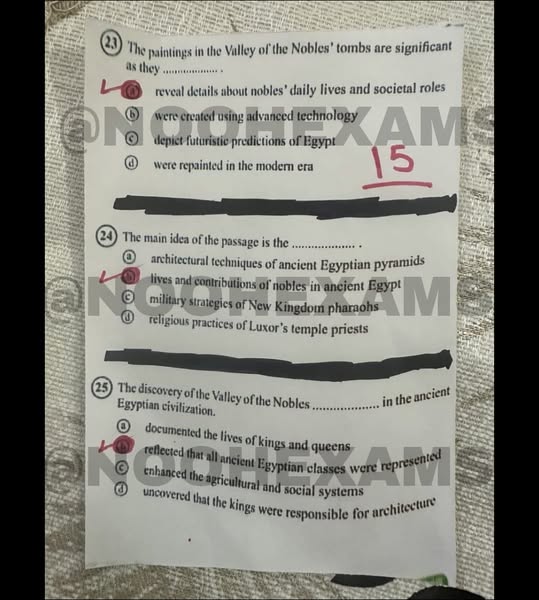 23 The paintings in the Valley of the Nobles' tombs are significant
as they .................. .
a reveal details about nobles' daily lives and societal roles
b were created using advanced technology
c depict futuristic predictions of Egypt
d were repainted in the modern era
15
24 The main idea of the passage is the ................... .
a architectural techniques of ancient Egyptian pyramids
b lives and contributions of nobles in ancient Egypt
c military strategies of New Kingdom pharaohs
d religious practices of Luxor's temple priests
25 The discovery of the Valley of the Nobles ................... in the ancient
Egyptian civilization.
a documented the lives of kings and queens
b reflected that all ancient Egyptian classes were represented
c enhanced the agricultural and social systems
d uncovered that the kings were responsible for architecture
@NOOHEXAMS
@NOOHEXAMS
@NOOHEXAMS